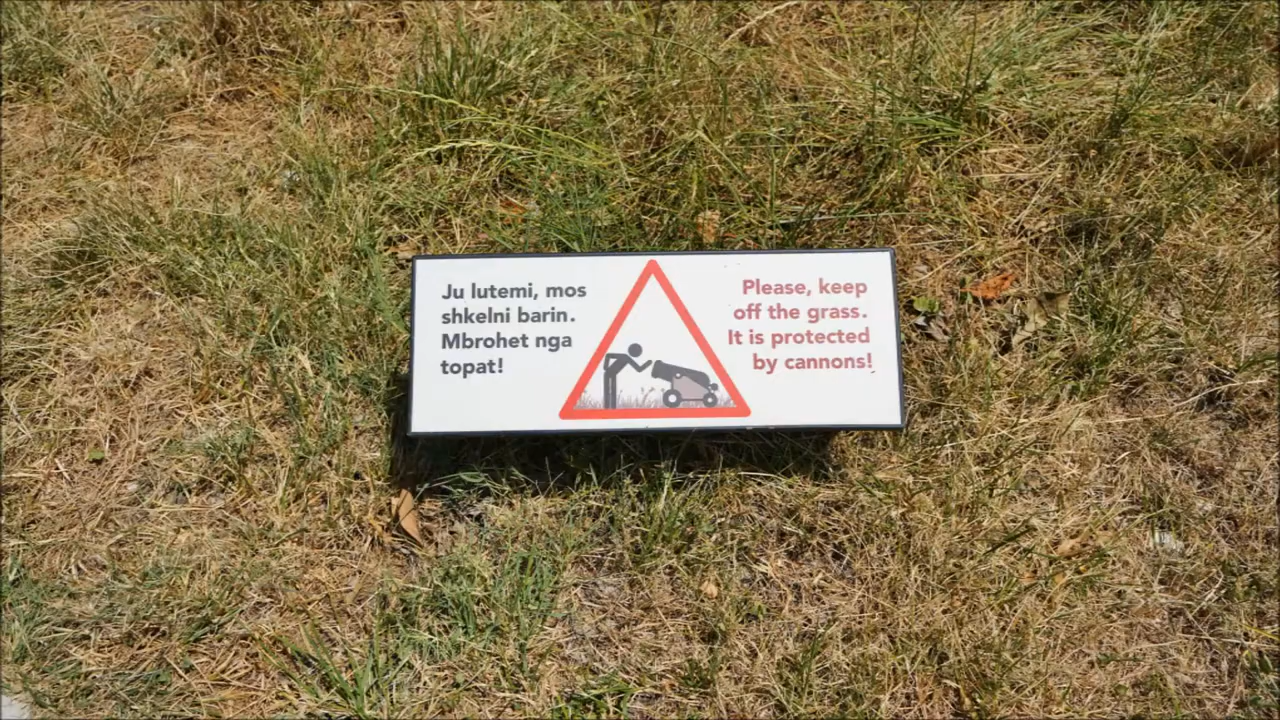 Ju lutemi, mos
shkelni barin.
Mbrohet nga
topat!
Please, keep
off the grass.
It is protected
by cannons!